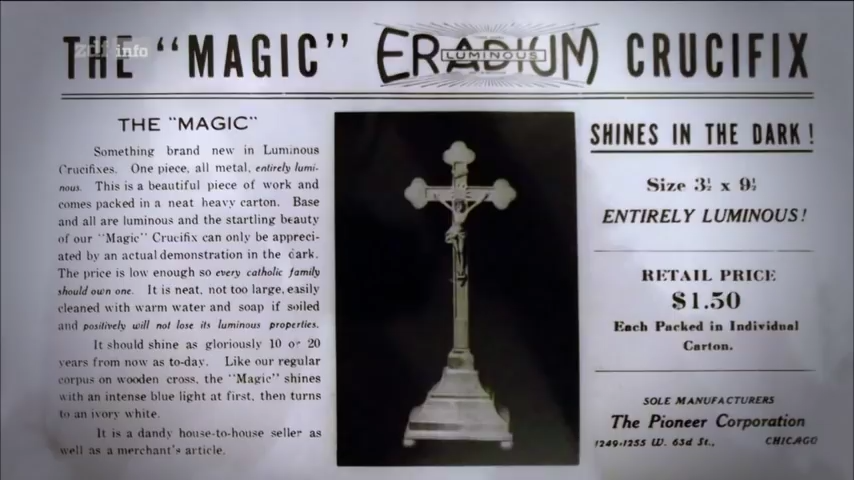 THE "MAGIC" ERADIUM CRUCIFIX
LUMINOUS
zdf info
THE "MAGIC"
Something brand new in Luminous
Crucifixes. One piece, all metal, entirely lumi-
nous. This is a beautiful piece of work and
comes packed in a neat heavy carton. Base
and all are luminous and the startling beauty
of our "Magic" Crucifix can only be appreci-
ated by an actual demonstration in the dark.
The price is low enough so every catholic family
should own one. It is neat, not too large, easily
cleaned with warm water and soap if soiled
and positively will not lose its luminous properties.
It should shine as gloriously 10 or 20
years from now as to-day. Like our regular
corpus on wooden cross, the "Magic" shines
with an intense blue light at first, then turns
to an ivory white.
It is a dandy house-to-house seller as
well as a merchant's article.
SHINES IN THE DARK!
Size 3½ x 9½
ENTIRELY LUMINOUS!
RETAIL PRICE
$1.50
Each Packed in Individual
Carton.
SOLE MANUFACTURERS
The Pioneer Corporation
1249-1255 W. 63d St., CHICAGO